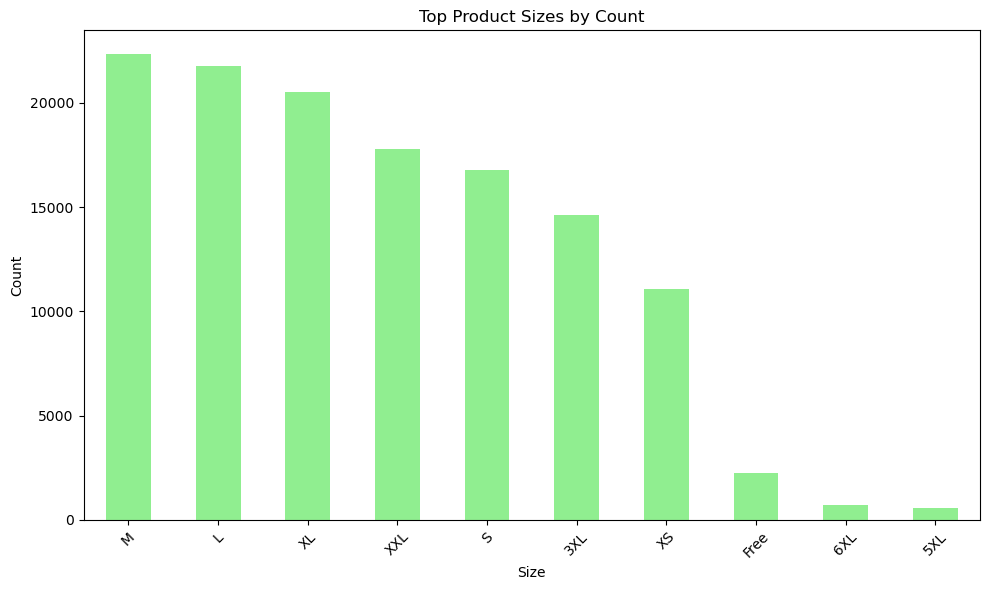 Top Product Sizes by Count
Count
20000
15000
10000
5000
0
M
L
XL
XXL
S
3XL
XS
Free
6XL
5XL
Size